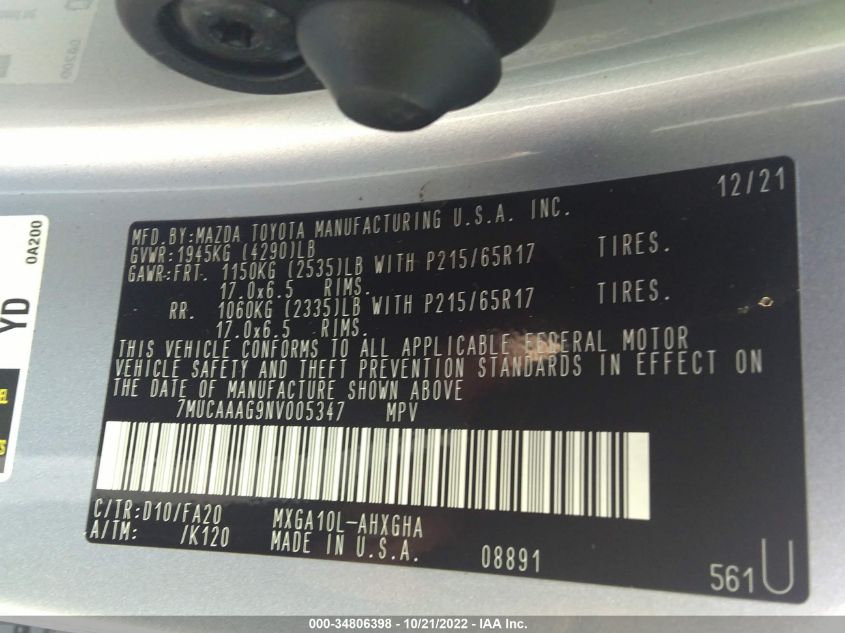 12/21
MFD.BY:MAZDA TOYOTA MANUFACTURING U.S.A. INC.
GVWR:1945KG (4290)LB
GAWR:FRT. 1150KG (2535)LB WITH P215/65R17 TIRES.
17.0x6.5 RIMS.
RR. 1060KG (2335)LB WITH P215/65R17 TIRES.
17.0x6.5 RIMS.
THIS VEHICLE CONFORMS TO ALL APPLICABLE FEDERAL MOTOR
VEHICLE SAFETY AND THEFT PREVENTION STANDARDS IN EFFECT ON
THE DATE OF MANUFACTURE SHOWN ABOVE
7MUCAAAG9NV005347 MPV
C/TR:D10/FA20 MXGA10L-AHXGHA
A/TM: /K120 MADE IN U.S.A. 08891
561U
0A200
YD
000-34806398 - 10/21/2022 - IAA Inc.